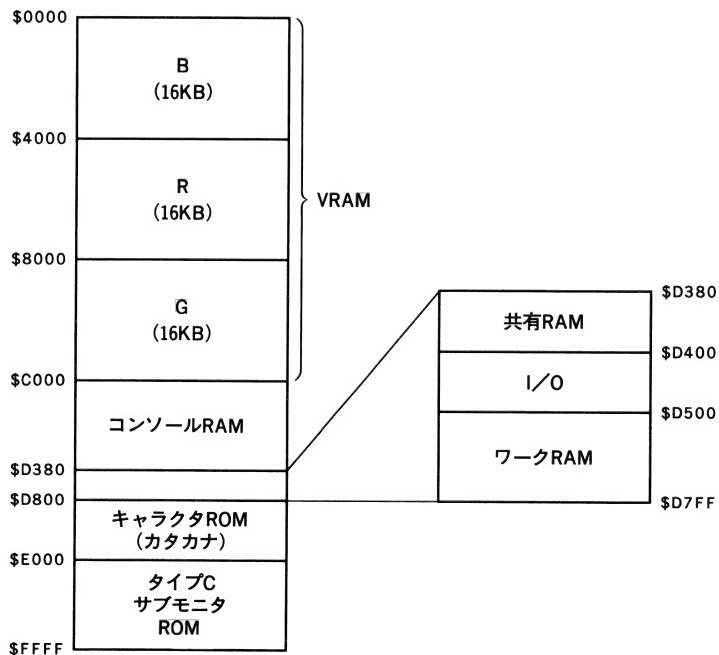 $0000
B
(16KB)
$4000
R
(16KB)
VRAM
$8000
G
(16KB)
$C000
コンソールRAM
$D380
$D800
キャラクタROM
(カタカナ)
$E000
タイプC
サブモニタ
ROM
$FFFF
$D380
共有RAM
$D400
I/O
$D500
ワークRAM
$D7FF